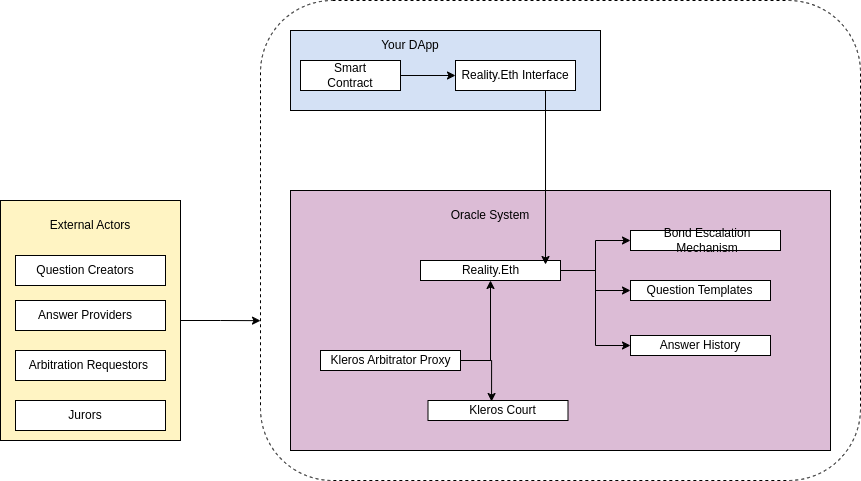 Your DApp
Smart
Contract
Reality.Eth Interface
External Actors
Question Creators
Answer Providers
Arbitration Requestors
Jurors
Oracle System
Reality.Eth
Bond Escalation
Mechanism
Question Templates
Answer History
Kleros Arbitrator Proxy
Kleros Court